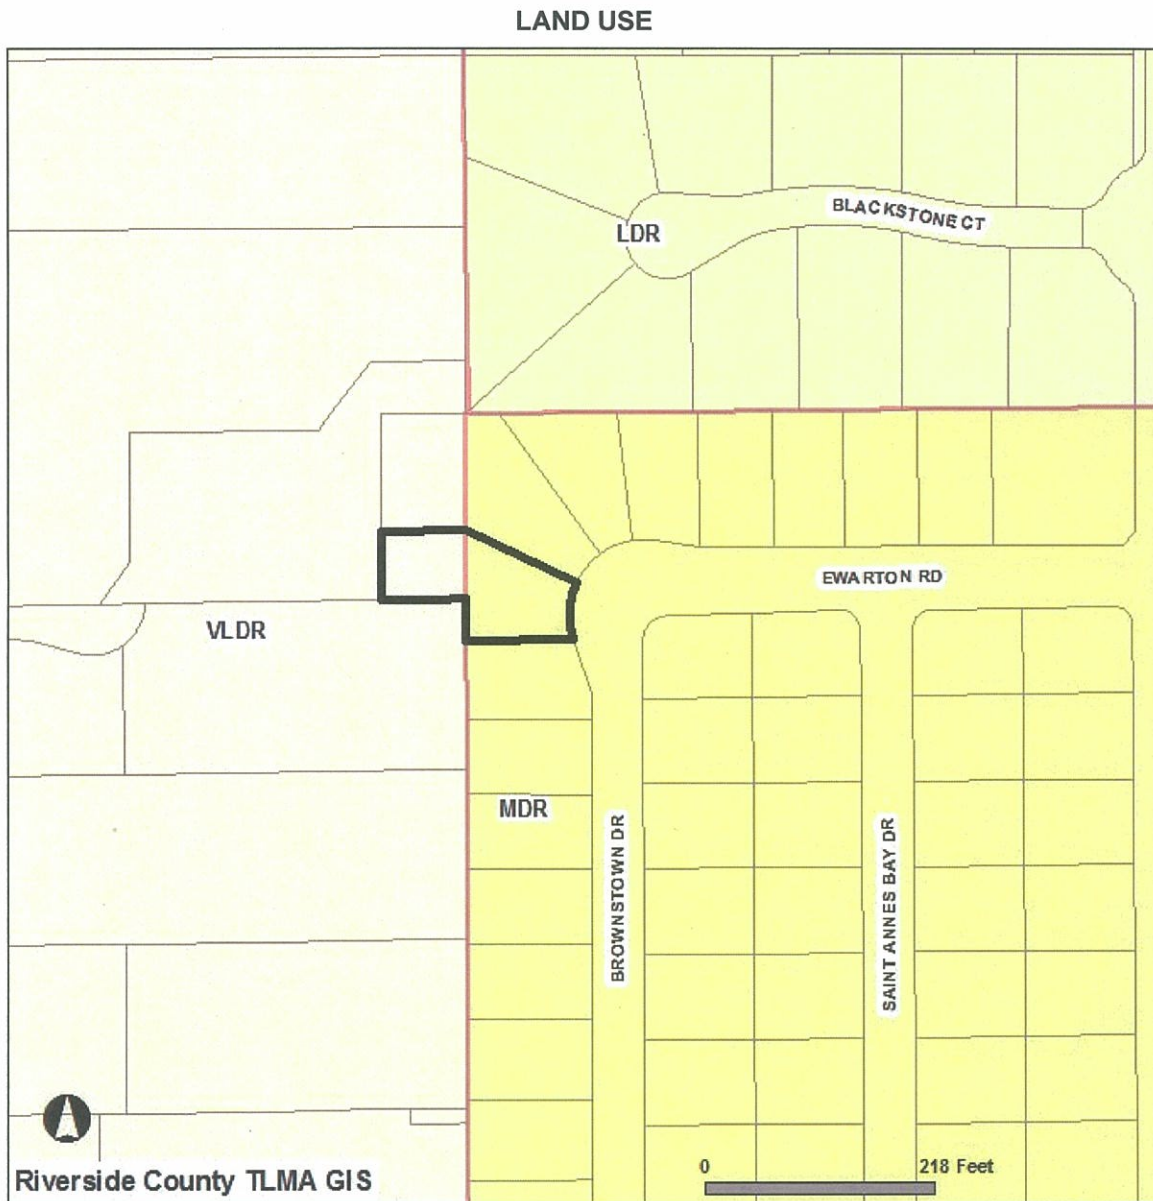 LAND USE
BLACKSTONE CT
LDR
EWARTON RD
VLDR
MDR
BROWNSTOWN DR
SAINT ANNES BAY DR
0 218 Feet
Riverside County TLMA GIS